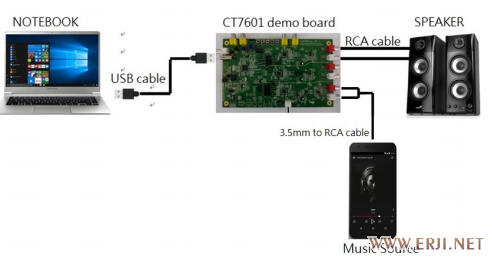 NOTEBOOK
CT7601 demo board
SPEAKER
RCA cable
USB cable
3.5mm to RCA cable
Music Source
WWW.ERJI.NET